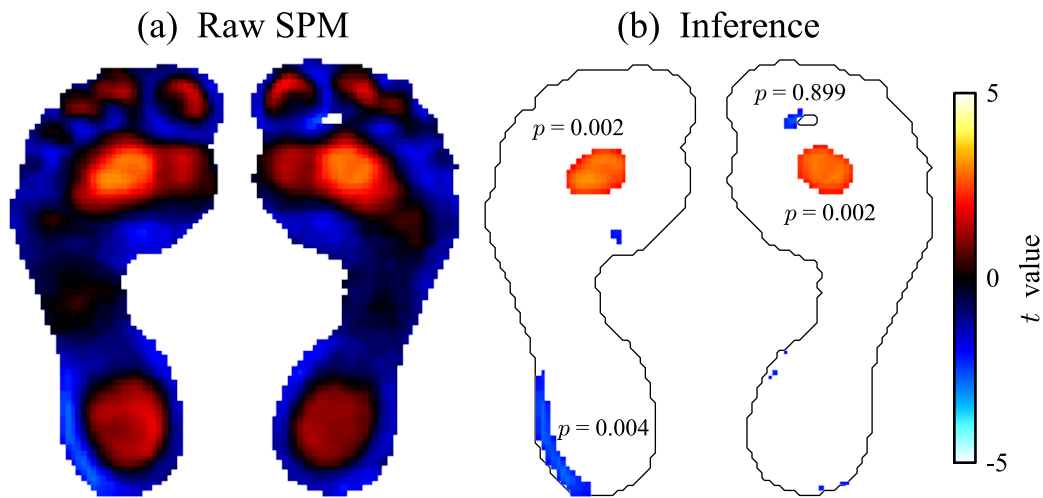 (a) Raw SPM
(b) Inference
p = 0.899
p = 0.002
p = 0.002
p = 0.004
5
0
-5
t value